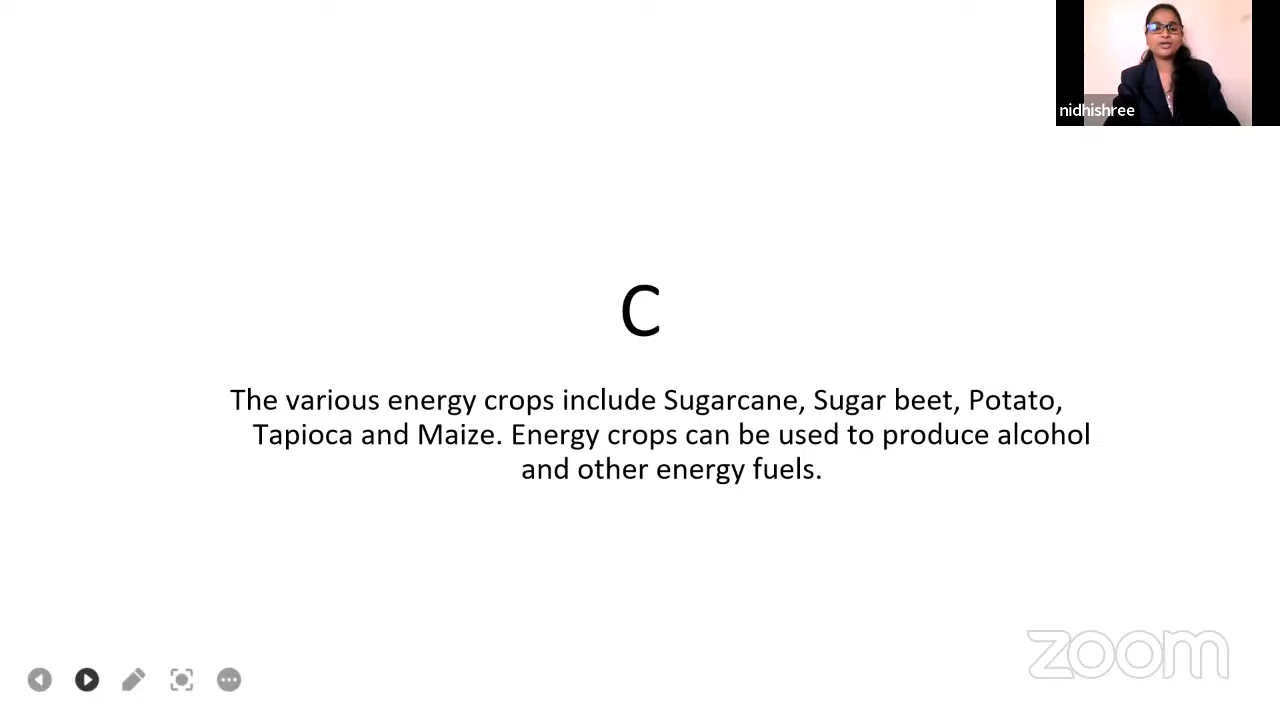 nidhishree
C
The various energy crops include Sugarcane, Sugar beet, Potato,
Tapioca and Maize. Energy crops can be used to produce alcohol
and other energy fuels.
zoom